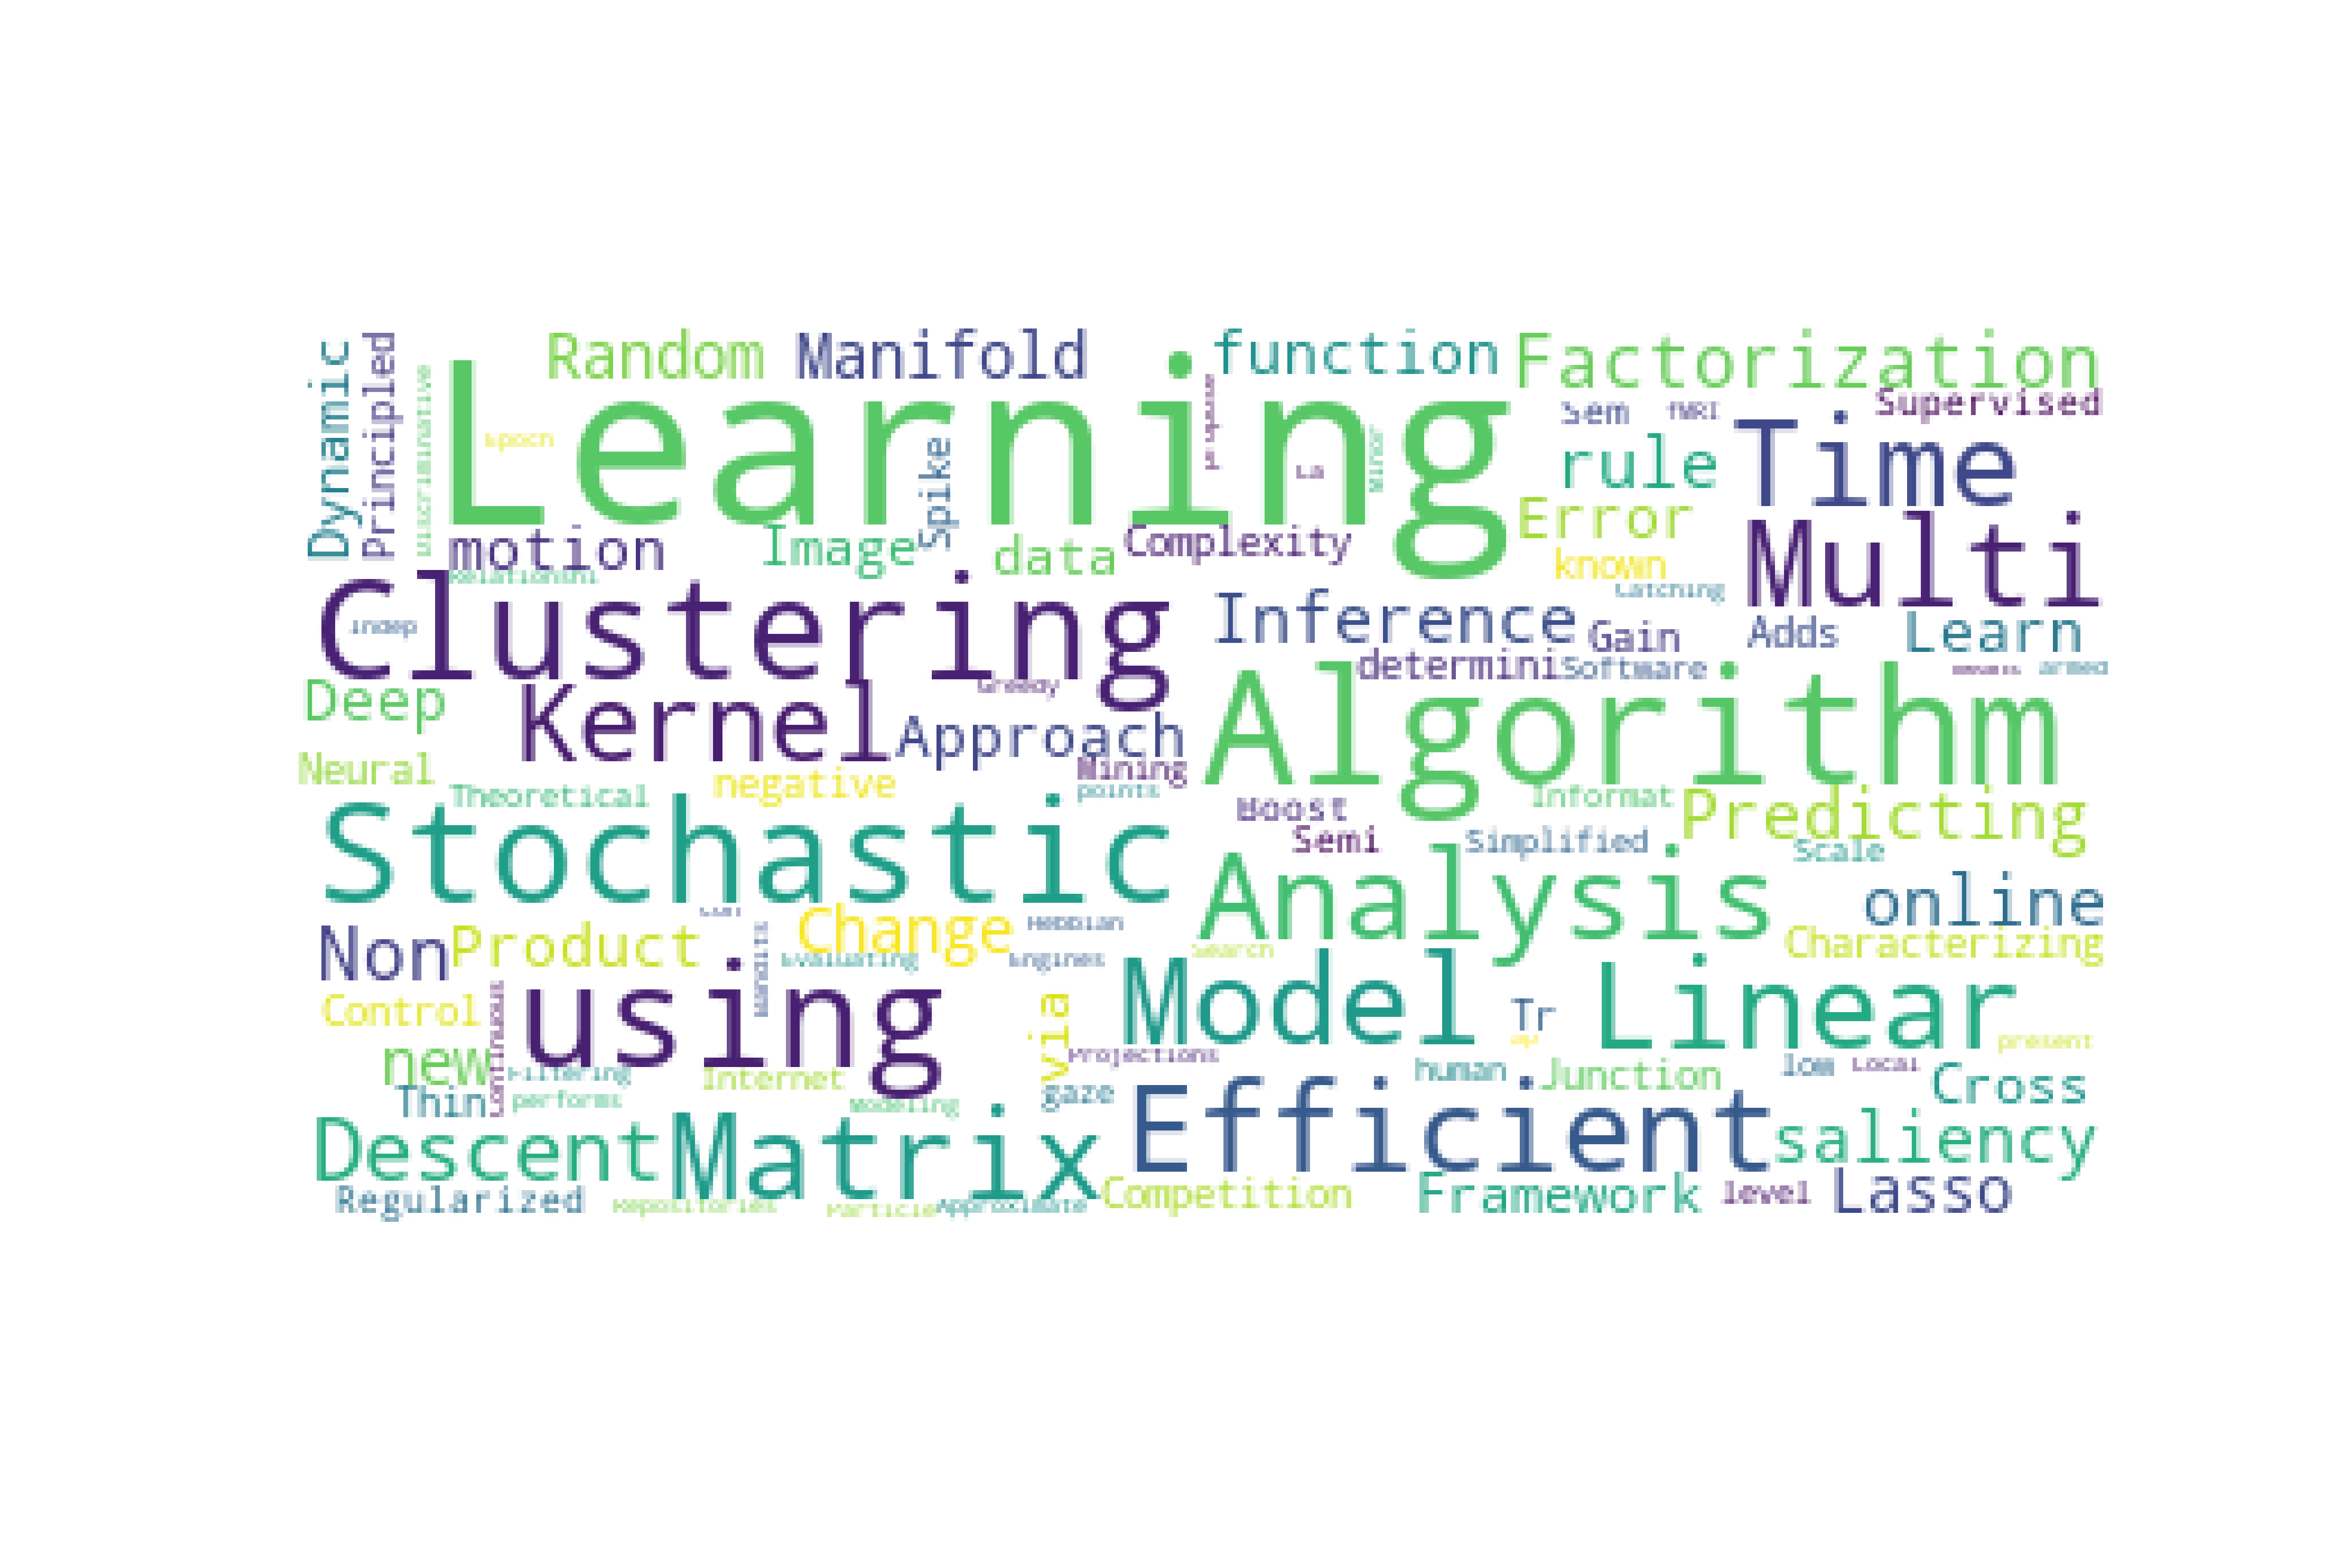 Dynamic
Principled
Discriminative
Random
Manifold
function
Factorization
Learning
Epoch
Spike
La
Minor
Sem
fMRI
Supervised
rule
Time
Error
motion
Image
data
Complexity
known
Multi
Catching
Clustering
Indep
Inference
Gain
Adds
Learn
determini
Software
armed
Deep
Kernel
Greedy
Approach
Algorithm
Neural
negative
Mining
Theoretical
points
Boost
Informat
Predicting
Stochastic
Semi
Simplified
Scale
Analysis
online
Change
Hebbian
Non
Product
Bandits
Evaluating
Engines
Search
Characterizing
Control
Continuous
using
via
Model
Tr
Linear
present
new
Filtering
Internet
Projections
human
Junction
low
Local
Cross
Thin
performs
Modeling
gaze
Descent
Matrix
Efficient
saliency
Regularized
Repositories
Particle
Approximate
Competition
Framework
level
Lasso